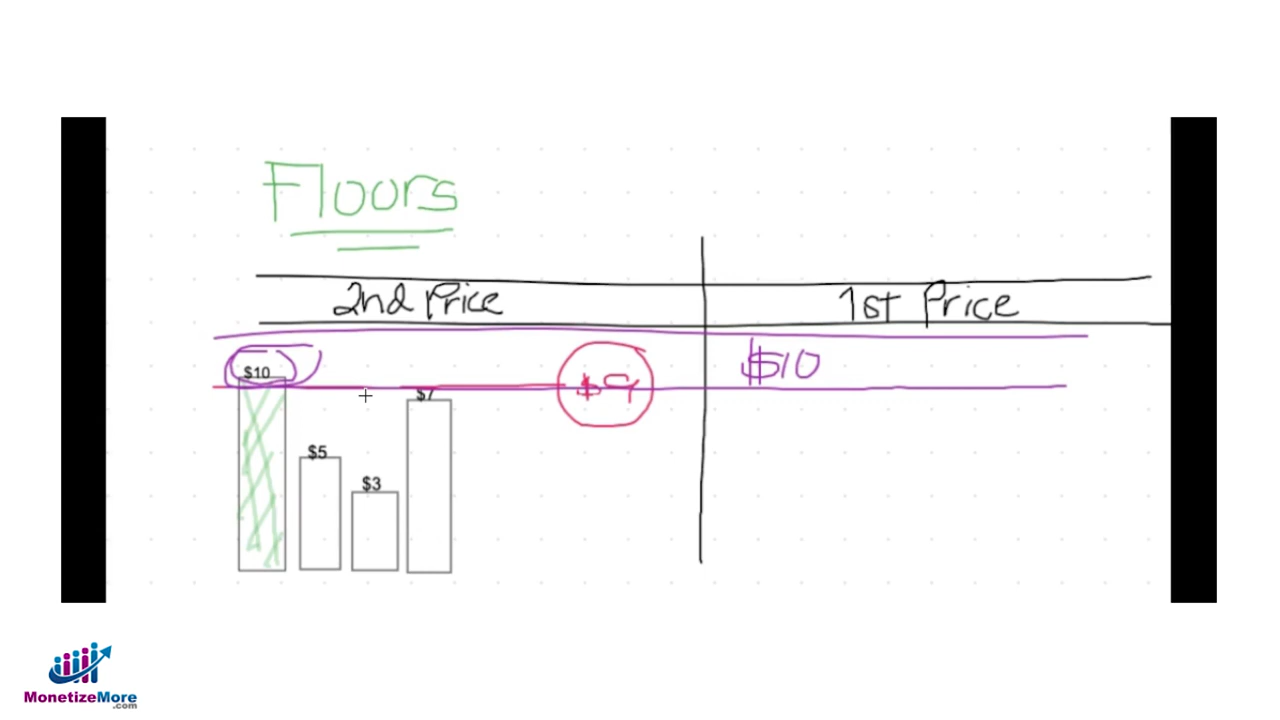 Floors
2nd Price
1st Price
$10
$9
$10
$7
$5
$3
MonetizeMore
.com